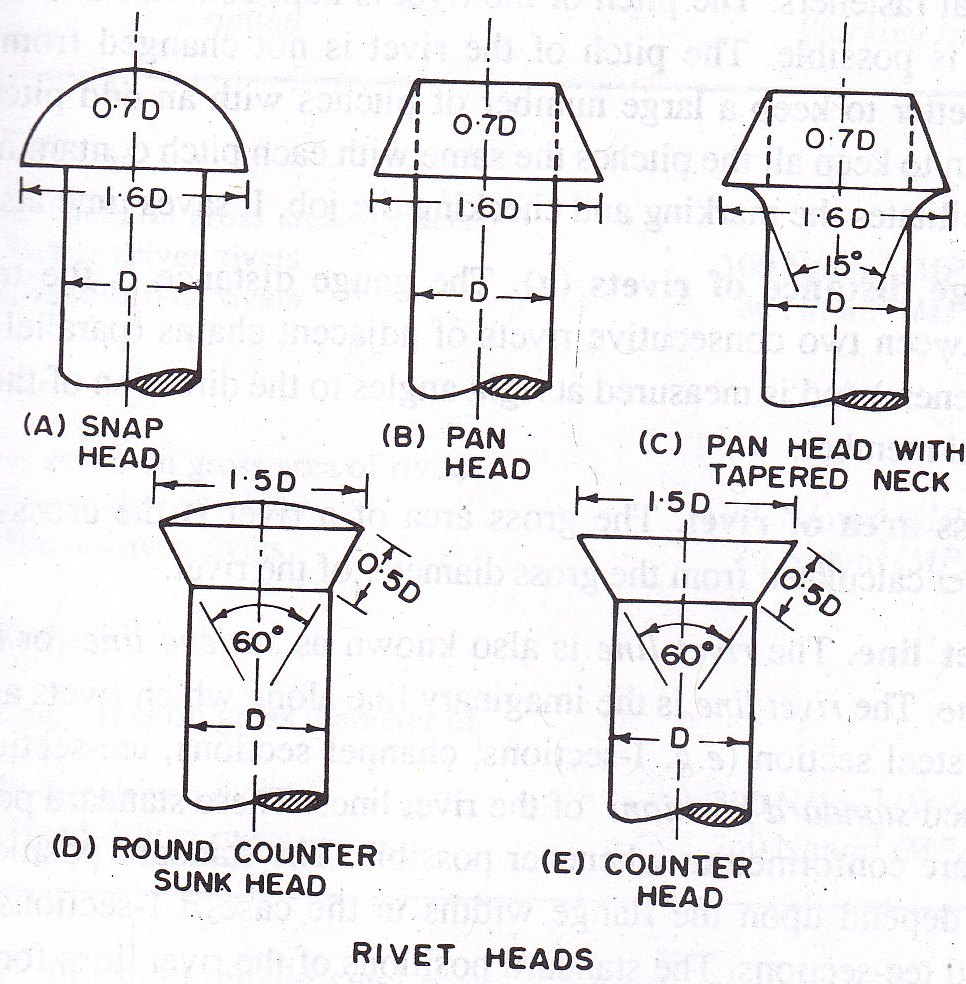 0.7D
1.6D
D
(A) SNAP
HEAD
0.7D
1.6D
D
(B) PAN
HEAD
0.7D
1.6D
15°
D
(C) PAN HEAD WITH
TAPERED NECK
1.5D
0.5D
60°
D
(D) ROUND COUNTER
SUNK HEAD
1.5D
0.5D
60°
D
(E) COUNTER
HEAD
RIVET HEADS